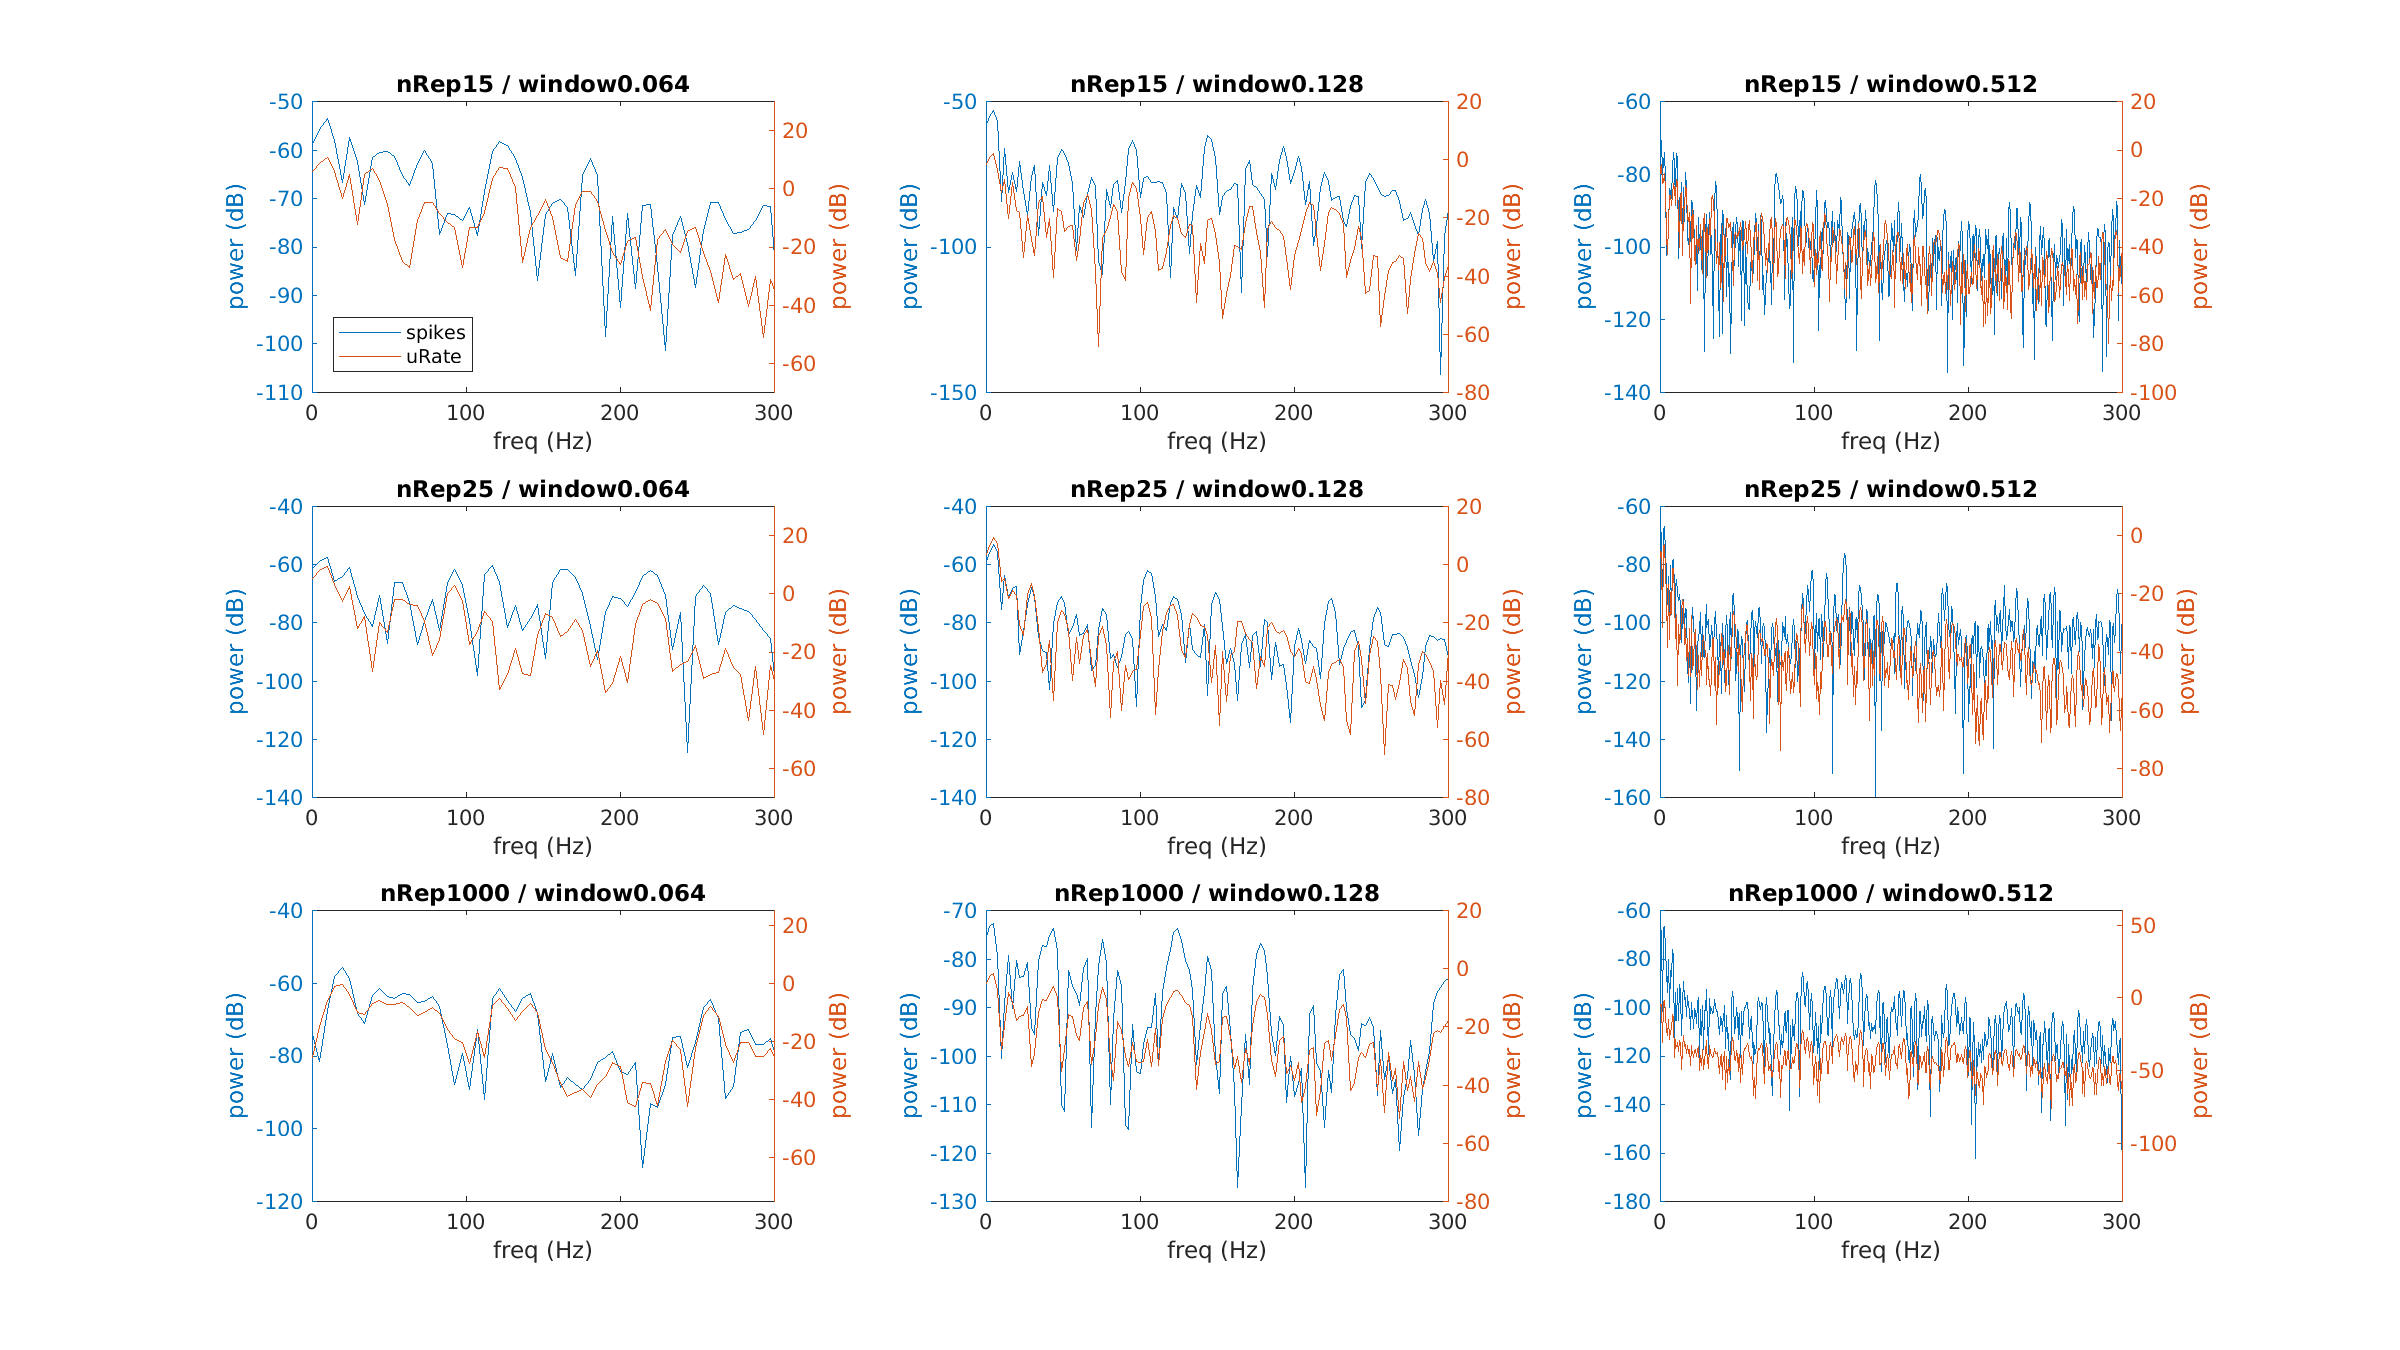 nRep15 / window0.064
-50
-60
-70
-80
-90
-100
-110
20
0
-20
-40
-60
power (dB)
power (dB)
spikes
uRate
0 100 200 300
freq (Hz)
nRep15 / window0.128
-50
-100
-150
20
0
-20
-40
-60
-80
power (dB)
power (dB)
0 100 200 300
freq (Hz)
nRep15 / window0.512
-60
-80
-100
-120
-140
20
0
-20
-40
-60
-80
-100
power (dB)
power (dB)
0 100 200 300
freq (Hz)
nRep25 / window0.064
-40
-60
-80
-100
-120
-140
20
0
-20
-40
-60
power (dB)
power (dB)
0 100 200 300
freq (Hz)
nRep25 / window0.128
-40
-60
-80
-100
-120
-140
20
0
-20
-40
-60
-80
power (dB)
power (dB)
0 100 200 300
freq (Hz)
nRep25 / window0.512
-60
-80
-100
-120
-140
-160
0
-20
-40
-60
-80
power (dB)
power (dB)
0 100 200 300
freq (Hz)
nRep1000 / window0.064
-40
-60
-80
-100
-120
20
0
-20
-40
-60
power (dB)
power (dB)
0 100 200 300
freq (Hz)
nRep1000 / window0.128
-70
-80
-90
-100
-110
-120
-130
20
0
-20
-40
-60
-80
power (dB)
power (dB)
0 100 200 300
freq (Hz)
nRep1000 / window0.512
-60
-80
-100
-120
-140
-160
-180
50
0
-50
-100
power (dB)
power (dB)
0 100 200 300
freq (Hz)